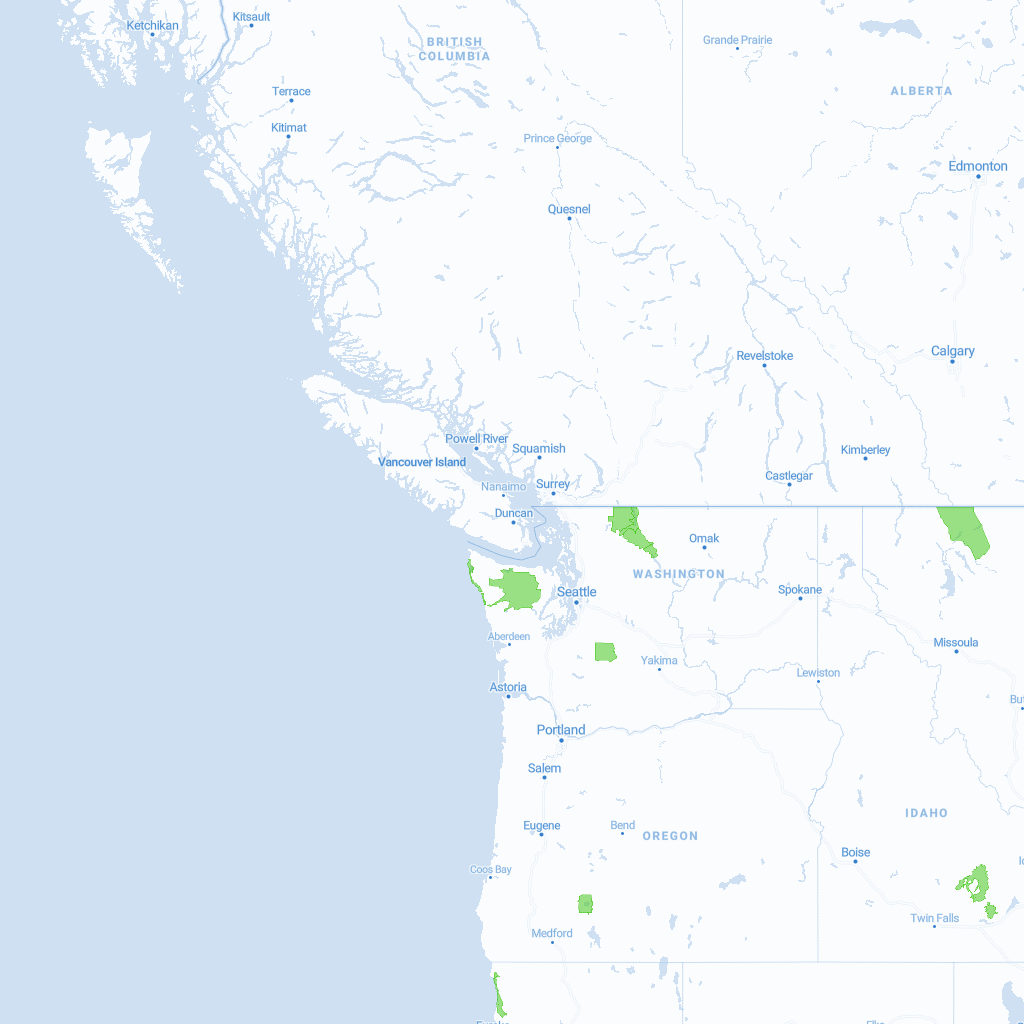 Kitsault
Ketchikan
BRITISH
COLUMBIA
Grande Prairie
ALBERTA
Terrace
Kitimat
Prince George
Edmonton
Quesnel
Calgary
Revelstoke
Powell River
Squamish
Kimberley
Vancouver Island
Castlegar
Nanaimo
Surrey
Duncan
Omak
WASHINGTON
Seattle
Spokane
Aberdeen
Missoula
Yakima
Lewiston
Astoria
But
Portland
Salem
IDAHO
Eugene
Bend
OREGON
Boise
Coos Bay
Twin Falls
Medford